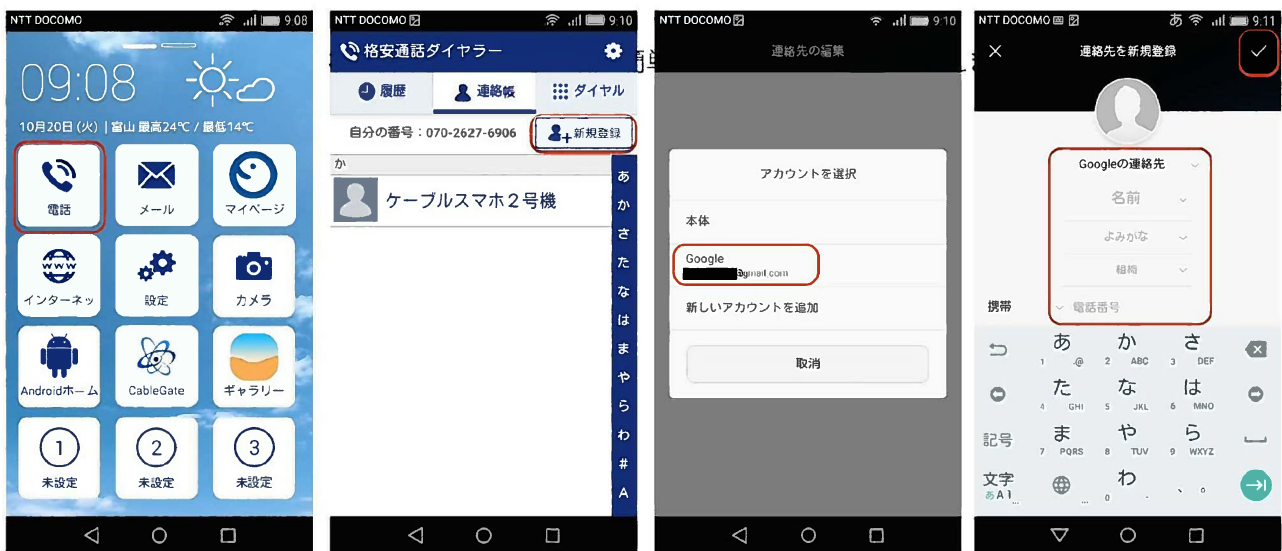 NTT DOCOMO 9:08
09:08
10月20日 (火) | 富山 最高24℃ / 最低14℃
電話 メール マイページ
インターネッ 設定 カメラ
Androidホーム CableGate ギャラリー
1 2 3
未設定 未設定 未設定
NTT DOCOMO 9:10
格安通話ダイヤラー
履歴 連絡帳 ダイヤル
自分の番号：070-2627-6906 新規登録
か
ケーブルスマホ２号機
あ
か
さ
た
な
は
ま
や
ら
わ
#
A
NTT DOCOMO 9:10
連絡先の編集
アカウントを選択
本体
Google
@gmail.com
新しいアカウントを追加
取消
NTT DOCOMO あ 9:11
連絡先を新規登録
Googleの連絡先
名前
よみがな
組織
携帯 電話番号
あ か さ
1 .@ 2 ABC 3 DEF
た な は
4 GHI 5 JKL 6 MNO
記号 ま や ら
7 PQRS 8 TUV 9 WXYZ
文字 わ 、 。
あA1 ... 0 - ...